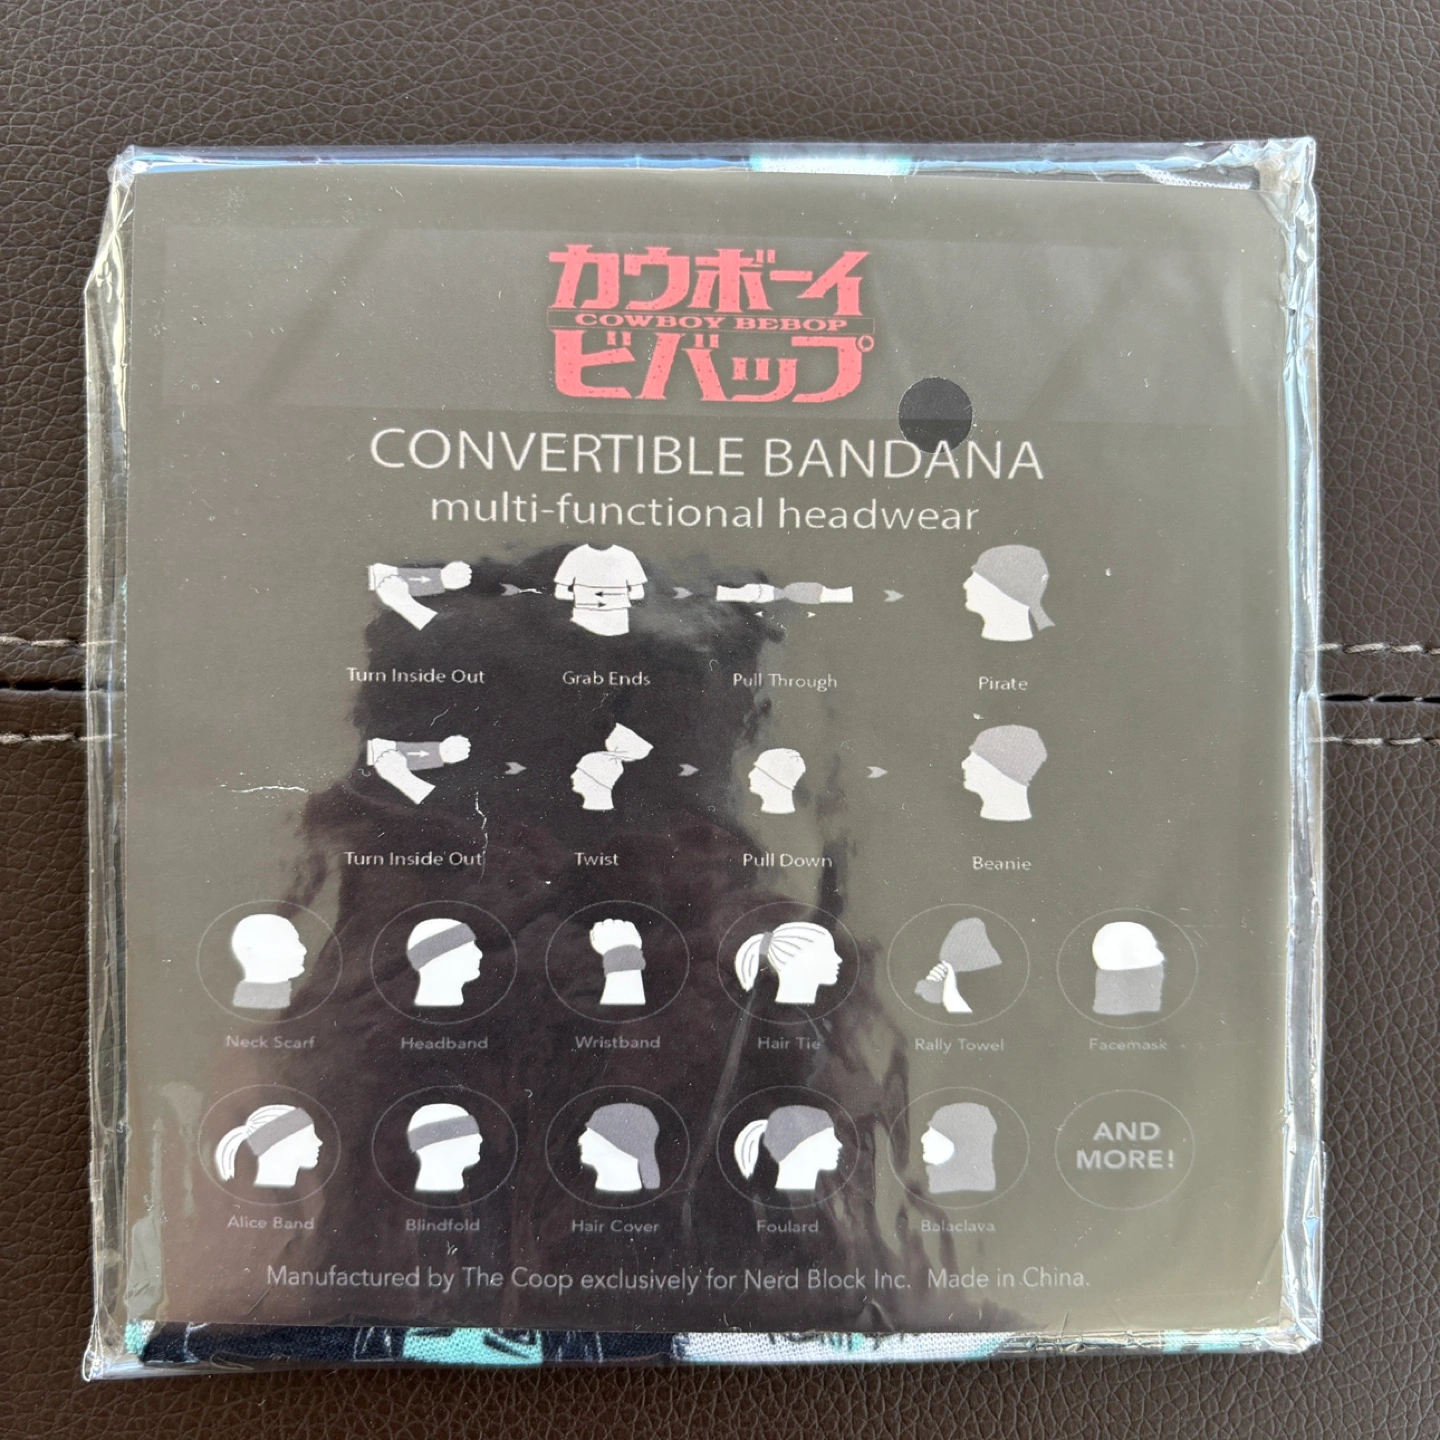 カウボーイ
COWBOY BEBOP
ビバップ
CONVERTIBLE BANDANA
multi-functional headwear
Turn Inside Out Grab Ends Pull Through Pirate
Turn Inside Out Twist Pull Down Beanie
Neck Scarf Headband Wristband Hair Tie Rally Towel Facemask
AND
MORE!
Alice Band Blindfold Hair Cover Foulard Balaclava
Manufactured by The Coop exclusively for Nerd Block Inc. Made in China.